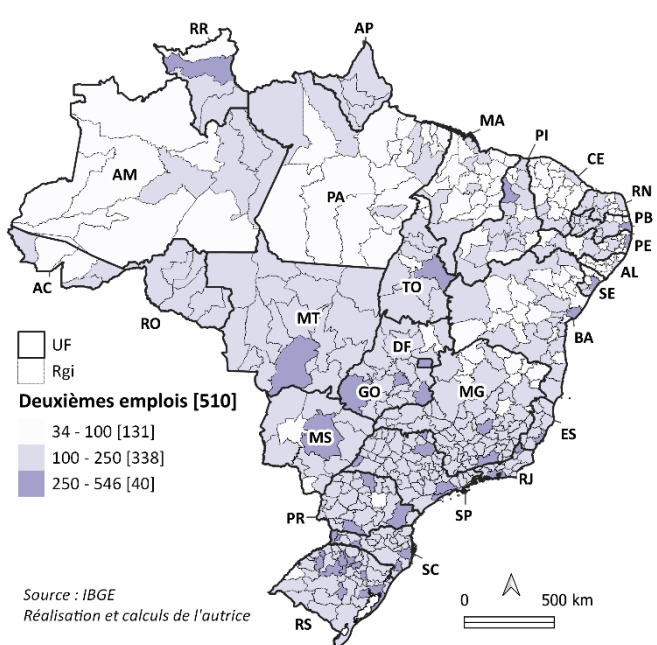 RR
AP
MA
PI
CE
RN
PB
PE
AL
SE
BA
AM
PA
AC
RO
TO
MT
DF
GO
MG
MS
ES
RJ
SP
PR
SC
RS
UF
Rgi
Deuxièmes emplois [510]
34 - 100 [131]
100 - 250 [338]
250 - 546 [40]
Source : IBGE
Réalisation et calculs de l'autrice
0 500 km